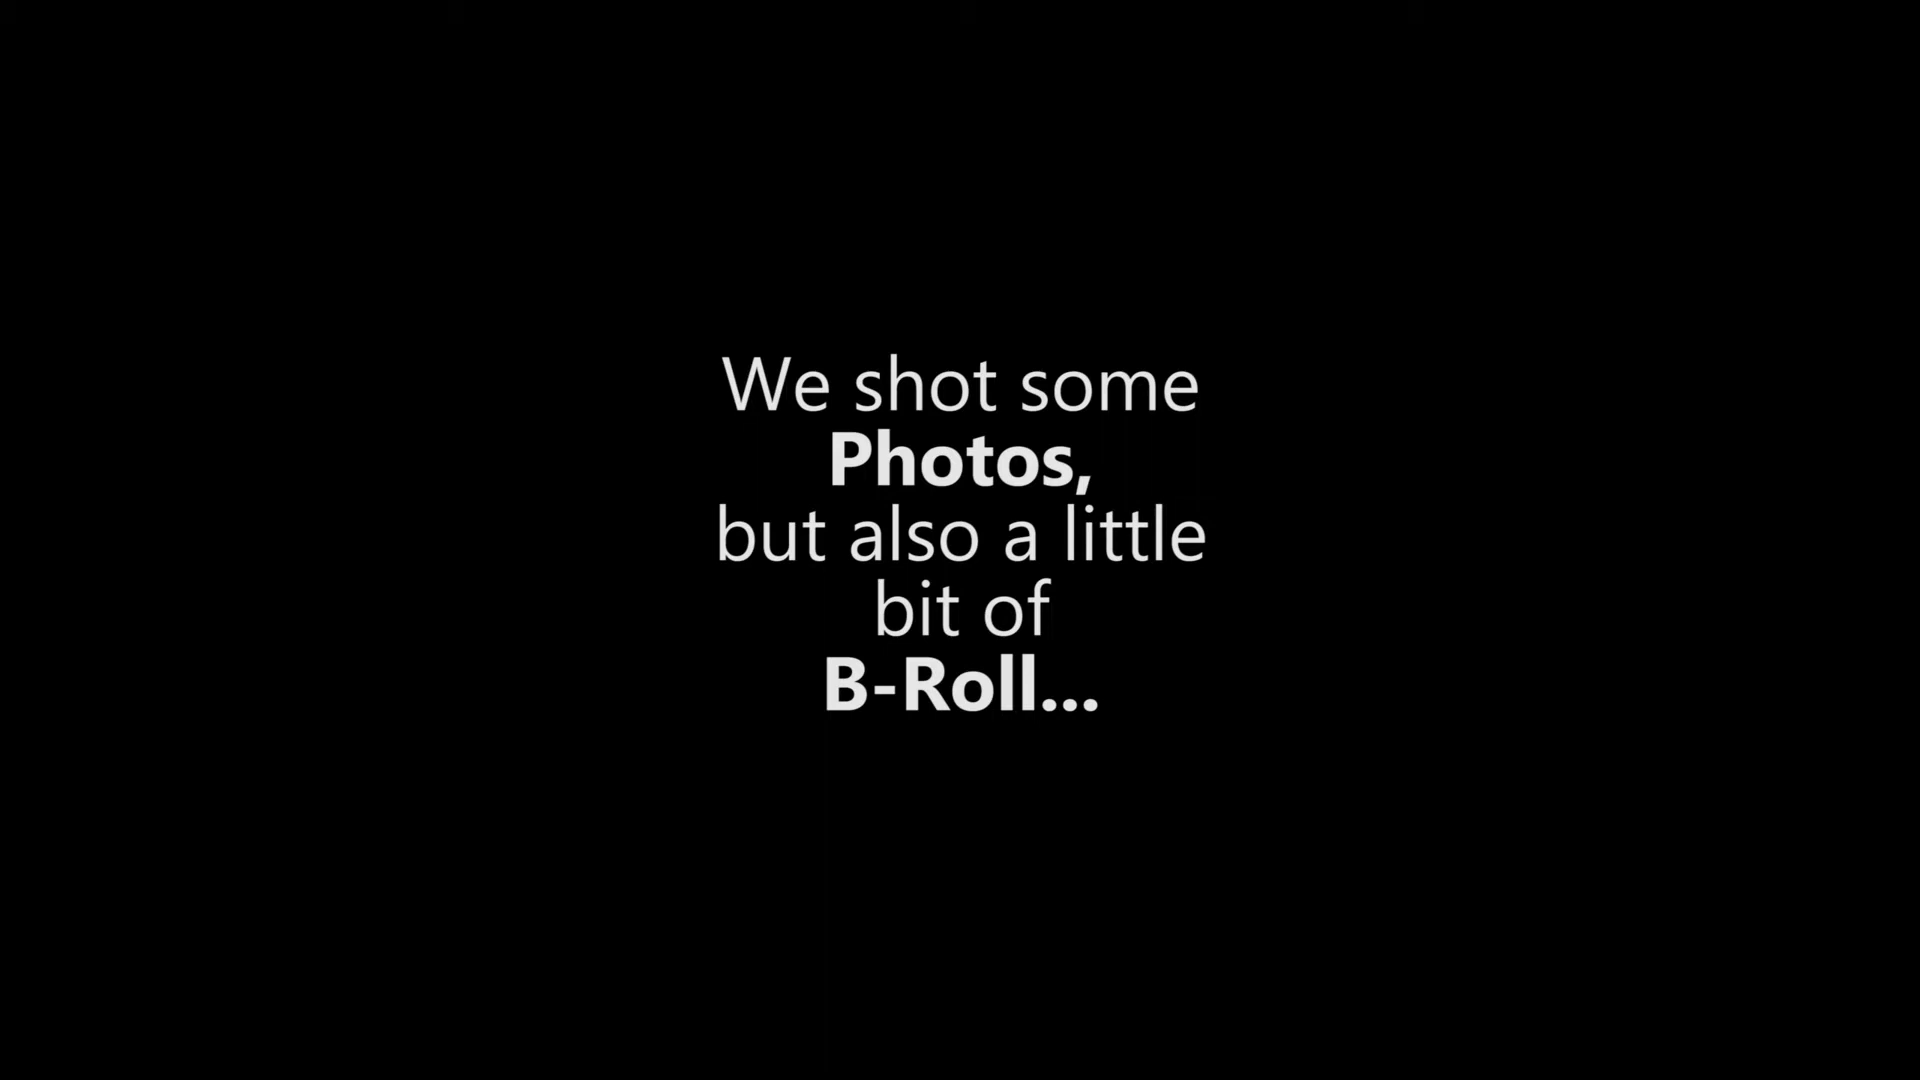 We shot some
Photos,
but also a little
bit of
B-Roll...